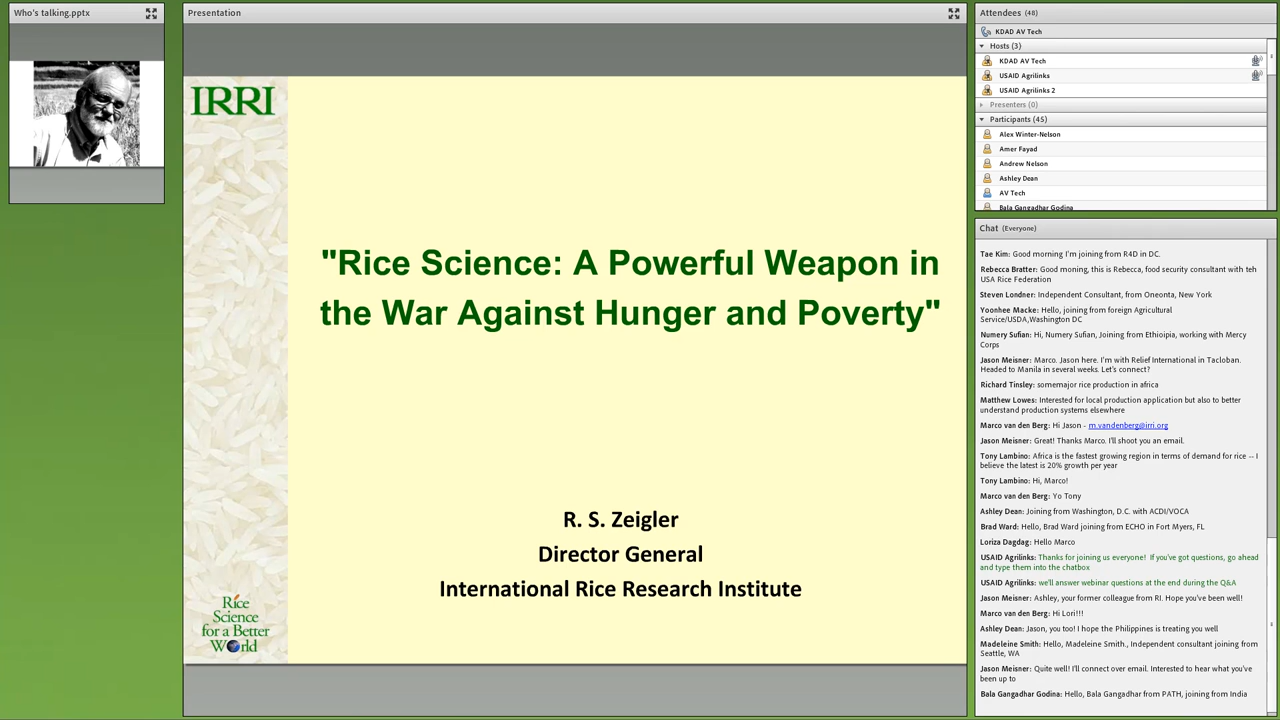 Who's talking.pptx
Presentation
IRRI
"Rice Science: A Powerful Weapon in
the War Against Hunger and Poverty"
R. S. Zeigler
Director General
International Rice Research Institute
Rice
Science
for a Better
World
Attendees (48)
KDAD AV Tech
Hosts (3)
KDAD AV Tech
USAID Agrilinks
USAID Agrilinks 2
Presenters (0)
Participants (45)
Alex Winter-Nelson
Amer Fayad
Andrew Nelson
Ashley Dean
AV Tech
Bala Gangadhar Godina
Chat (Everyone)
Tae Kim: Good morning I'm joining from R4D in DC.
Rebecca Bratter: Good moning, this is Rebecca, food security consultant with teh
USA Rice Federation
Steven Londner: Independent Consultant, from Oneonta, New York
Yoonhee Macke: Hello, joining from foreign Agricultural
Service/USDA,Washington DC
Numery Sufian: Hi, Numery Sufian, Joining from Ethioipia, working with Mercy
Corps
Jason Meisner: Marco. Jason here. I'm with Relief International in Tacloban.
Headed to Manila in several weeks. Let's connect?
Richard Tinsley: somemajor rice production in africa
Matthew Lowes: Interested for local production application but also to better
understand production systems elsewhere
Marco van den Berg: Hi Jason - m.vandenberg@irri.org
Jason Meisner: Great! Thanks Marco. I'll shoot you an email.
Tony Lambino: Africa is the fastest growing region in terms of demand for rice -- I
believe the latest is 20% growth per year
Tony Lambino: Hi, Marco!
Marco van den Berg: Yo Tony
Ashley Dean: Joining from Washington, D.C. with ACDI/VOCA
Brad Ward: Hello, Brad Ward joining from ECHO in Fort Myers, FL
Loriza Dagdag: Hello Marco
USAID Agrilinks: Thanks for joining us everyone!  If you've got questions, go ahead
and type them into the chatbox
USAID Agrilinks: we'll answer webinar questions at the end during the Q&A
Jason Meisner: Ashley, your former colleague from RI. Hope you've been well!
Marco van den Berg: Hi Lori!!!
Ashley Dean: Jason, you too! I hope the Philippines is treating you well
Madeleine Smith: Hello, Madeleine Smith., Independent consultant joining from
Seattle, WA
Jason Meisner: Quite well! I'll connect over email. Interested to hear what you've
been up to
Bala Gangadhar Godina: Hello, Bala Gangadhar from PATH, joining from India